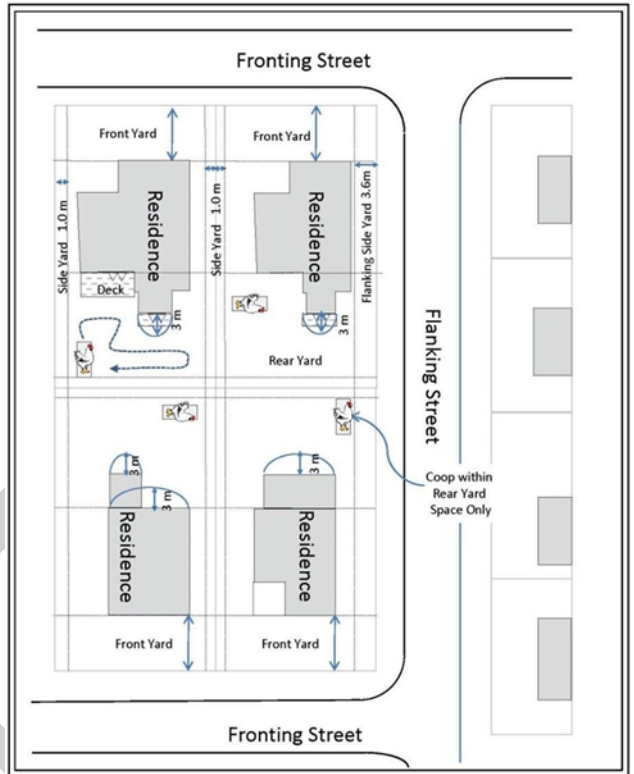 Fronting Street
Front Yard
Front Yard
Side Yard 1.0 m
Residence
Side Yard 1.0 m
Residence
Flanking Side Yard 3.6m
Deck
3 m
3 m
Rear Yard
Flanking Street
Coop within
Rear Yard
Space Only
3m
3 m
3 m
Residence
Residence
Front Yard
Front Yard
Fronting Street